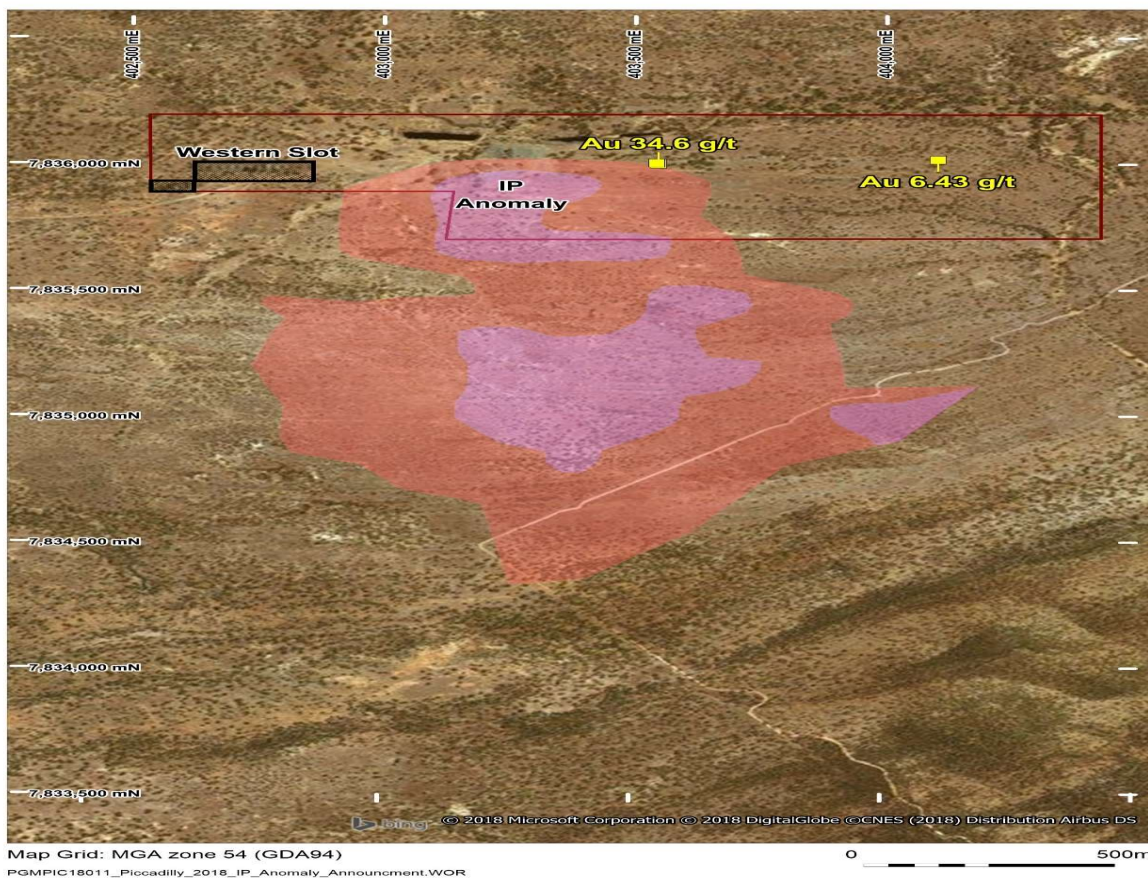 402,500 mE
403,000 mE
403,500 mE
404,000 mE
Western Slot
7,836,000 mN
Au 34.6 g/t
Au 6.43 g/t
IP
Anomaly
7,835,500 mN
7,835,000 mN
7,834,500 mN
7,834,000 mN
7,833,500 mN
bing
© 2018 Microsoft Corporation © 2018 DigitalGlobe ©CNES (2018) Distribution Airbus DS
Map Grid: MGA zone 54 (GDA94)
0 500m
PGMPIC18011_Piccadilly_2018_IP_Anomaly_Announcment.WOR